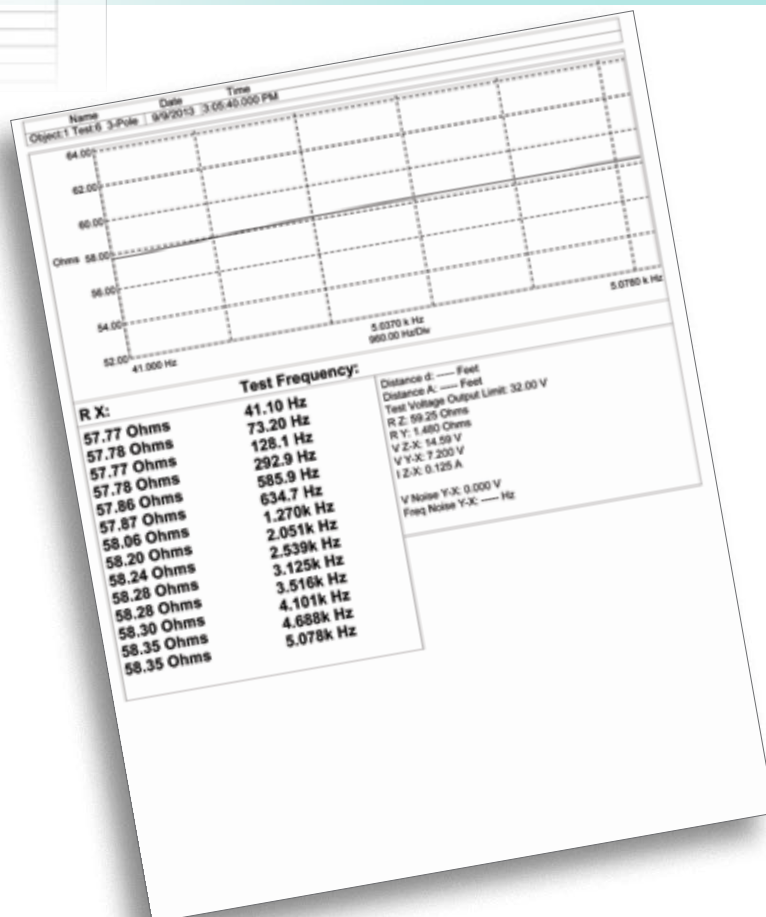 Name Date Time
Object:1 Test:6 3-Pole 9/9/2013 3:05:40.000 PM
64.00
62.00
60.00
Ohms 58.00
56.00
54.00
52.00
41.000 Hz
5.0370 k Hz
960.00 Hz/Div
5.0780 k Hz
R X: Test Frequency:
57.77 Ohms 41.10 Hz
57.78 Ohms 73.20 Hz
57.77 Ohms 128.1 Hz
57.78 Ohms 292.9 Hz
57.86 Ohms 585.9 Hz
57.87 Ohms 634.7 Hz
58.06 Ohms 1.270k Hz
58.20 Ohms 2.051k Hz
58.24 Ohms 2.539k Hz
58.28 Ohms 3.125k Hz
58.28 Ohms 3.516k Hz
58.30 Ohms 4.101k Hz
58.35 Ohms 4.688k Hz
58.35 Ohms 5.078k Hz
Distance d: ----- Feet
Distance A: ----- Feet
Test Voltage Output Limit: 32.00 V
R Z: 59.25 Ohms
R Y: 1.480 Ohms
V Z-X: 14.59 V
V Y-X: 7.200 V
I Z-X: 0.125 A
V Noise Y-X: 0.000 V
Freq Noise Y-X: ----- Hz